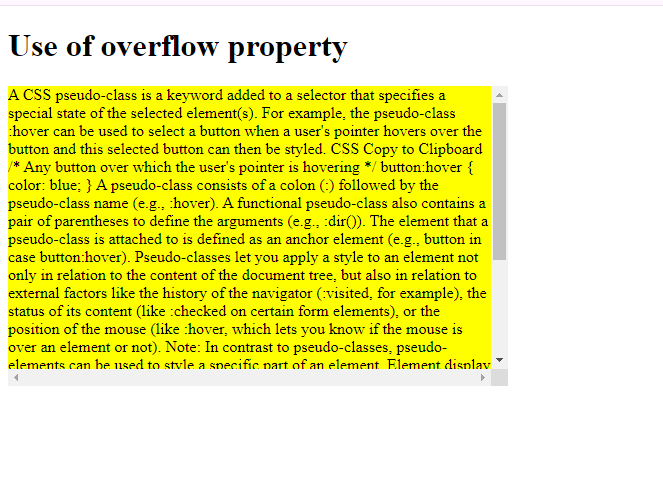 Use of overflow property
A CSS pseudo-class is a keyword added to a selector that specifies a
special state of the selected element(s). For example, the pseudo-class
:hover can be used to select a button when a user's pointer hovers over the
button and this selected button can then be styled. CSS Copy to Clipboard
/* Any button over which the user's pointer is hovering */ button:hover {
color: blue; } A pseudo-class consists of a colon (:) followed by the
pseudo-class name (e.g., :hover). A functional pseudo-class also contains a
pair of parentheses to define the arguments (e.g., :dir()). The element that a
pseudo-class is attached to is defined as an anchor element (e.g., button in
case button:hover). Pseudo-classes let you apply a style to an element not
only in relation to the content of the document tree, but also in relation to
external factors like the history of the navigator (:visited, for example), the
status of its content (like :checked on certain form elements), or the
position of the mouse (like :hover, which lets you know if the mouse is
over an element or not). Note: In contrast to pseudo-classes, pseudo-
elements can be used to style a specific part of an element. Element display